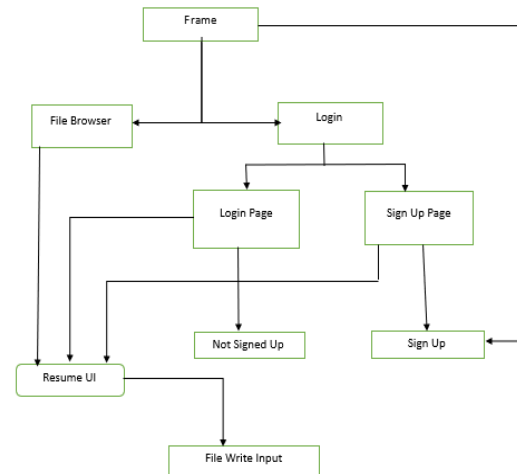 Frame
File Browser
Login
Login Page
Sign Up Page
Not Signed Up
Sign Up
Resume UI
File Write Input